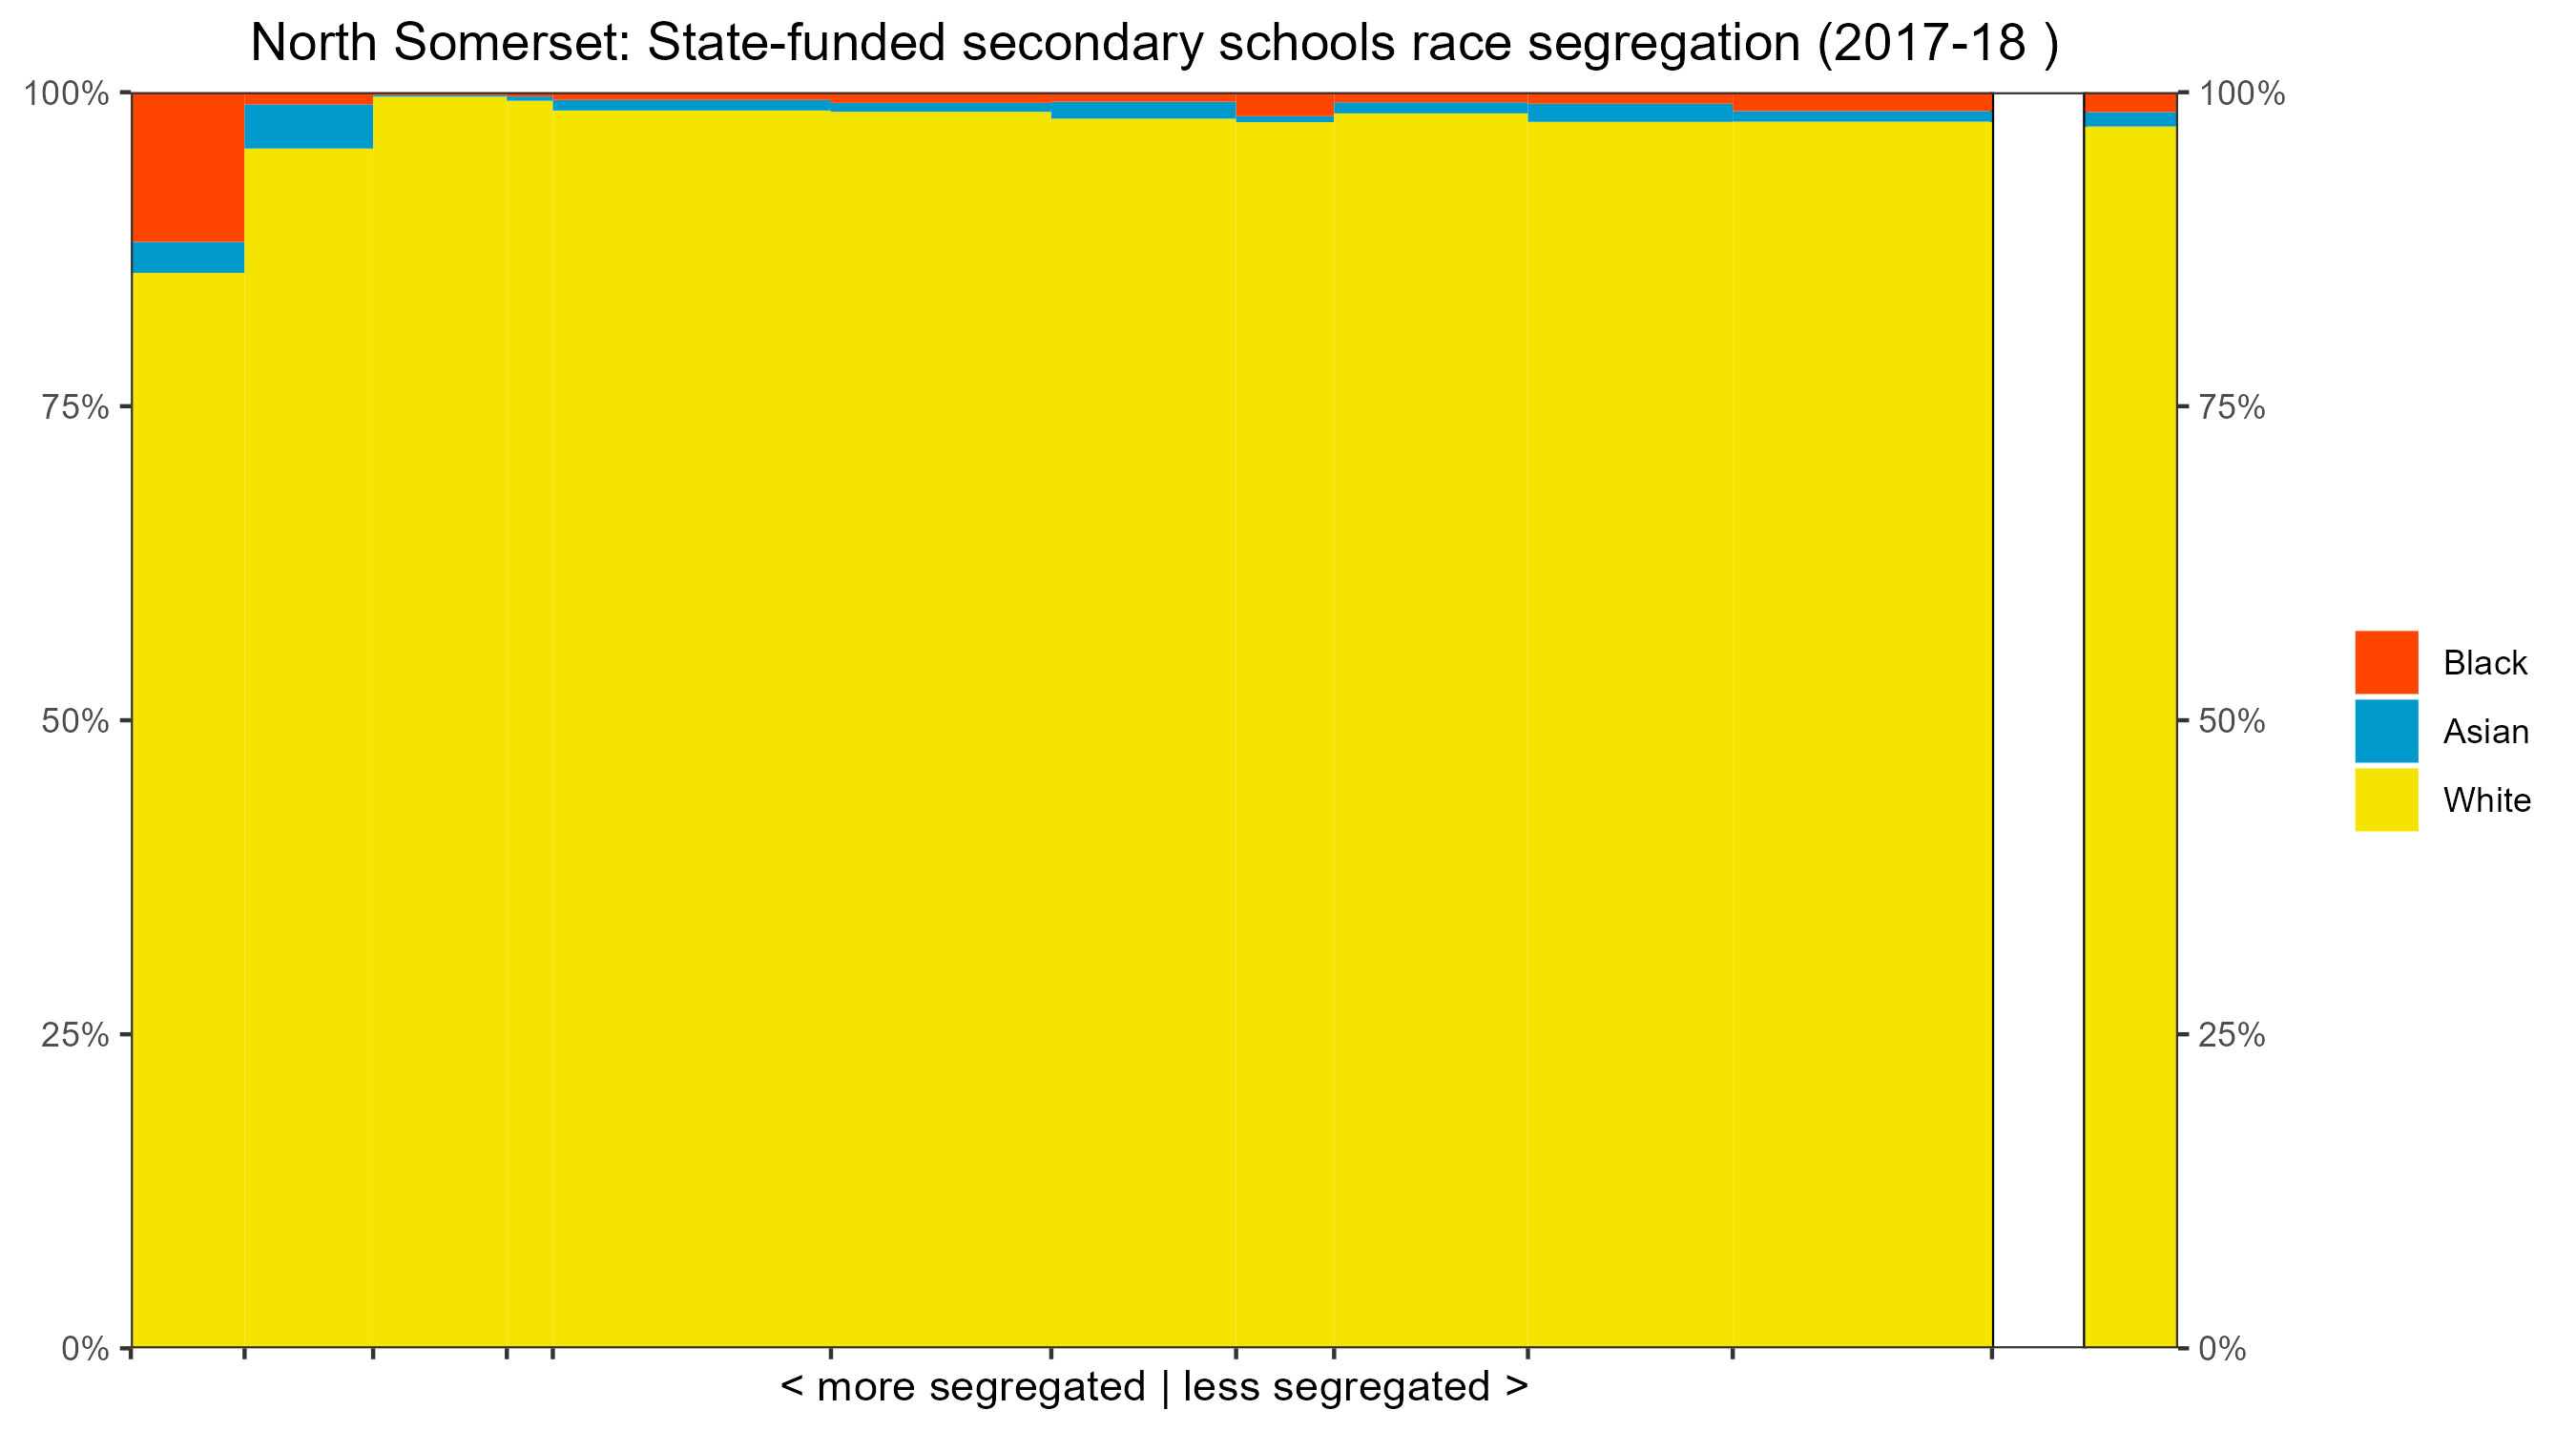 North Somerset: State-funded secondary schools race segregation (2017-18 )
100%
75%
50%
25%
0%
100%
75%
50%
25%
0%
Black
Asian
White
< more segregated | less segregated >